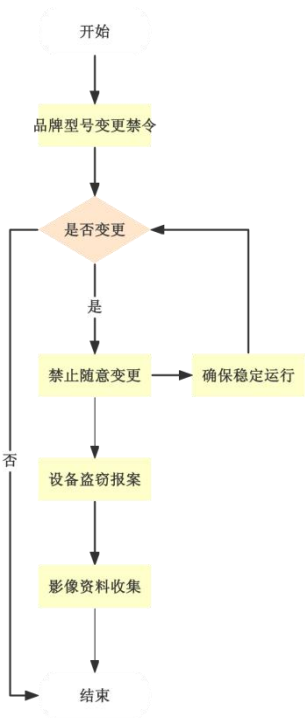 开始
品牌型号变更禁令
是否变更
是
禁止随意变更
确保稳定运行
否
设备盗窃报案
影像资料收集
结束